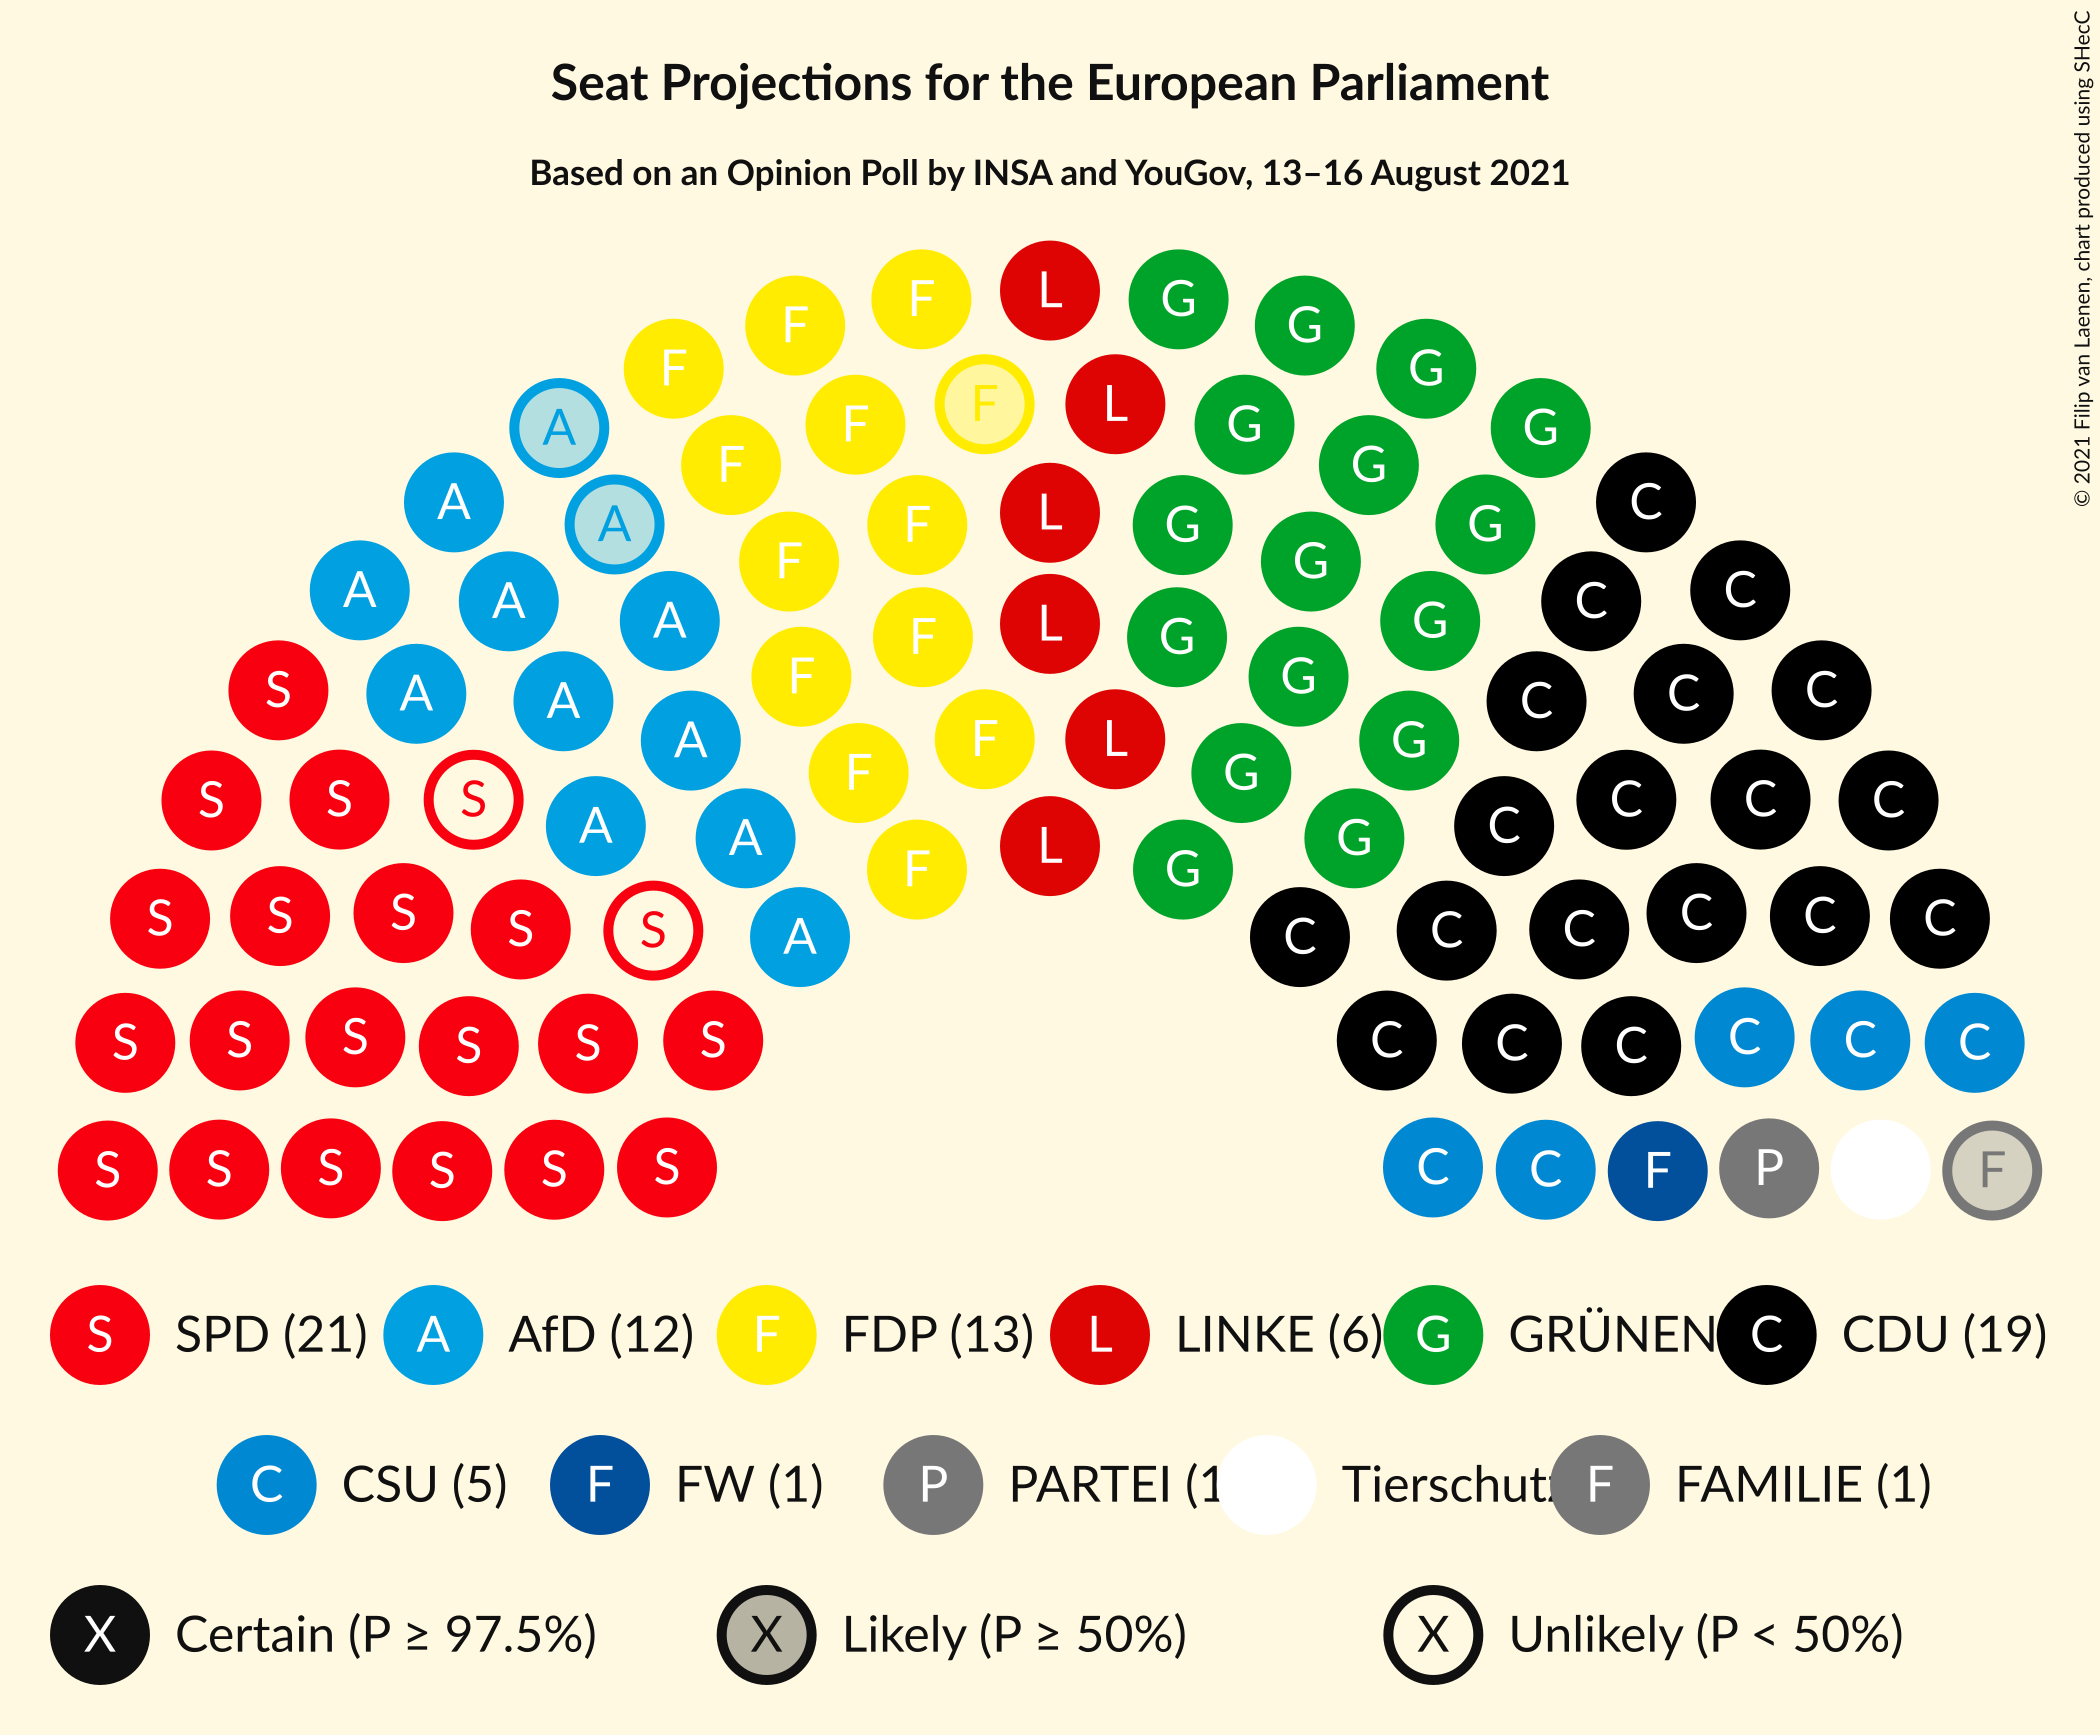 Seat Projections for the European Parliament
Based on an Opinion Poll by INSA and YouGov, 13–16 August 2021
© 2021 Filip van Laenen, chart produced using SHecC
L
F G
F G
F L G
A F G G
F G
A F L G C
A F G
A C C
A F L G
S A A C C C
A F G
A F L G C
S S S C C C
A F G
A A G C
S S S S L C C C
S A F G C C
S S S S S S C C C C C C
S S S S S S C C F P F
S SPD (21) A AfD (12) F FDP (13) L LINKE (6) G GRÜNEN C CDU (19)
C CSU (5) F FW (1) P PARTEI (1 Tierschutz F FAMILIE (1)
X Certain (P ≥ 97.5%) X Likely (P ≥ 50%) X Unlikely (P < 50%)